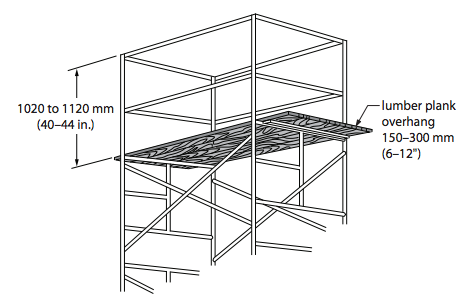 1020 to 1120 mm
(40–44 in.)
lumber plank
overhang
150–300 mm
(6–12")